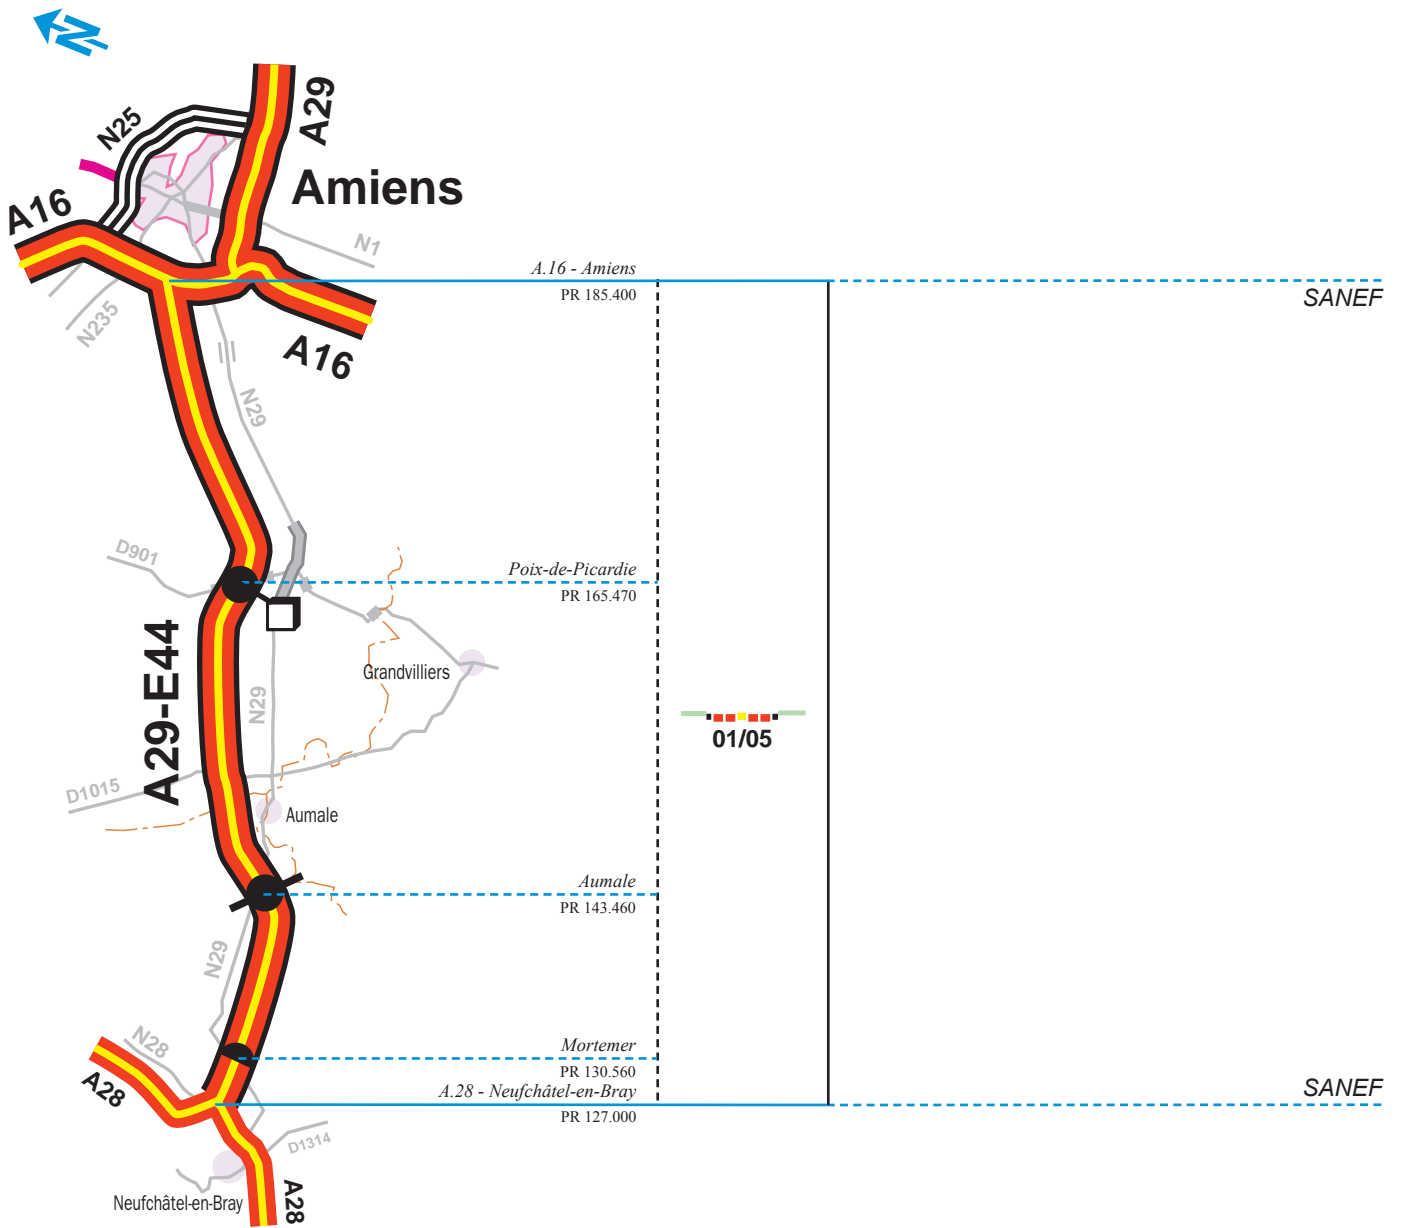 N
A29
N25
Amiens
A16
N1
A.16 - Amiens
PR 185.400
SANEF
N235
A16
N29
D901
Poix-de-Picardie
PR 165.470
A29-E44
Grandvilliers
N29
01/05
D1015
Aumale
Aumale
PR 143.460
N29
N28
Mortemer
PR 130.560
A28
A.28 - Neufchâtel-en-Bray
PR 127.000
SANEF
D1314
Neufchâtel-en-Bray
A28